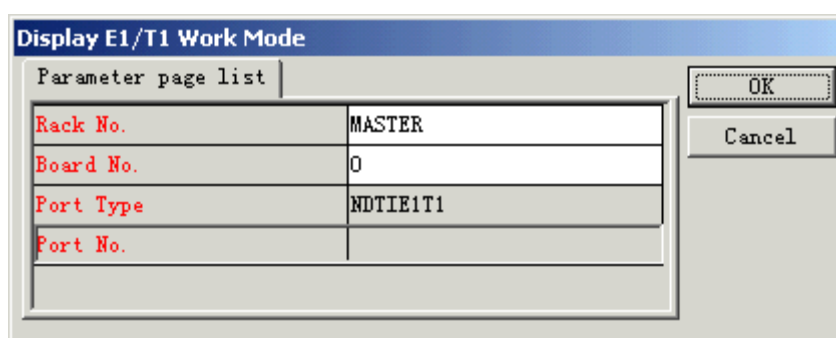 Display E1/T1 Work Mode
Parameter page list
OK
Rack No. MASTER
Cancel
Board No. 0
Port Type NDTIE1T1
Port No.